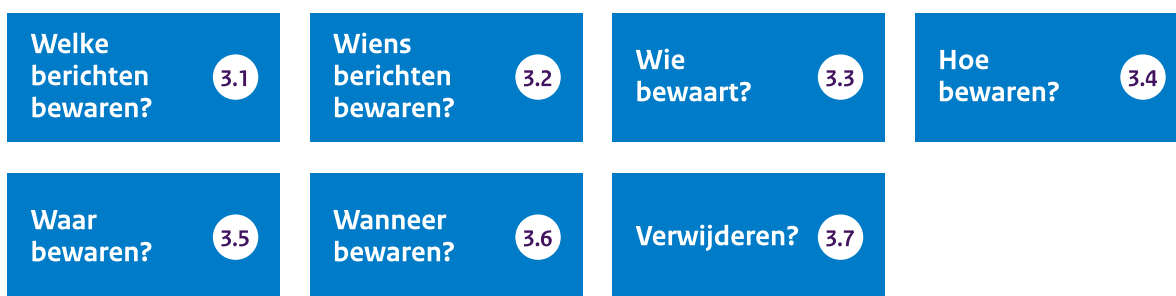 Welke
berichten
bewaren?
3.1
Wiens
berichten
bewaren?
3.2
Wie
bewaart?
3.3
Hoe
bewaren?
3.4
Waar
bewaren?
3.5
Wanneer
bewaren?
3.6
Verwijderen?
3.7